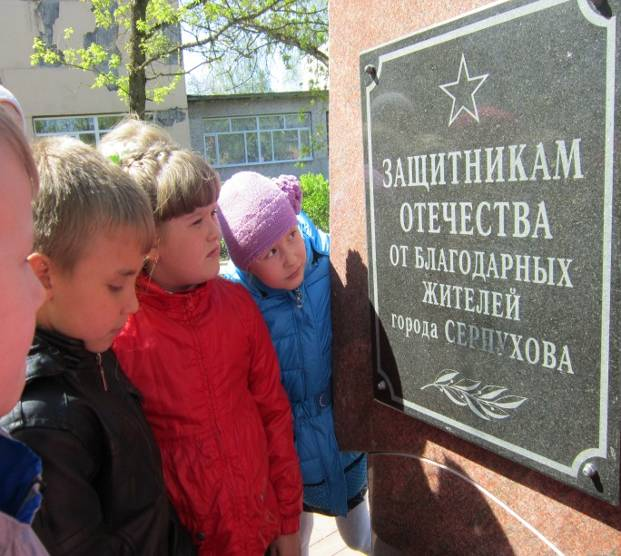 ЗАЩИТНИКАМ
ОТЕЧЕСТВА
ОТ БЛАГОДАРНЫХ
ЖИТЕЛЕЙ
города СЕРПУХОВА